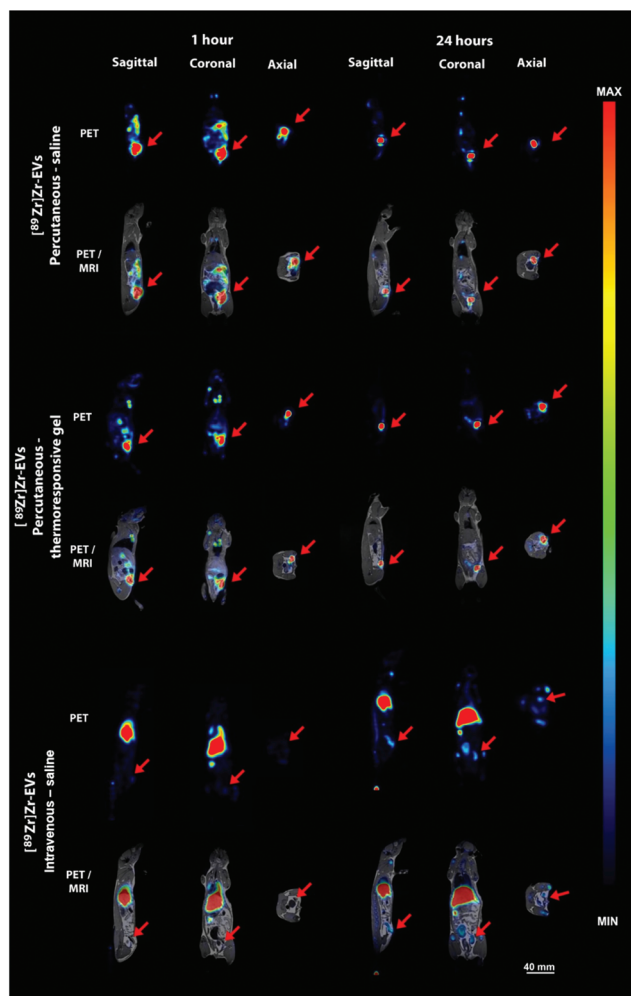 1 hour
24 hours
Sagittal
Coronal
Axial
Sagittal
Coronal
Axial
MAX
[89Zr]Zr-EVs
Percutaneous - saline
PET
PET /
MRI
[89Zr]Zr-EVs
Percutaneous -
thermoresponsive gel
PET
PET /
MRI
[89Zr]Zr-EVs
Intravenous – saline
PET
PET /
MRI
MIN
40 mm